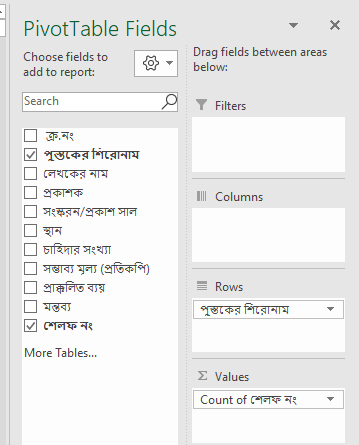 PivotTable Fields
Choose fields to add to report:
Search
ক্র.নং
পুস্তকের শিরোনাম
লেখকের নাম
প্রকাশক
সংস্করন/প্রকাশ সাল
স্থান
চাহিদার সংখ্যা
সম্ভাব্য মূল্য (প্রতিকপি)
প্রাক্কলিত ব্যয়
মন্তব্য
শেলফ নং
More Tables...
Drag fields between areas below:
Filters
Columns
Rows
পুস্তকের শিরোনাম
Values
Count of শেলফ নং